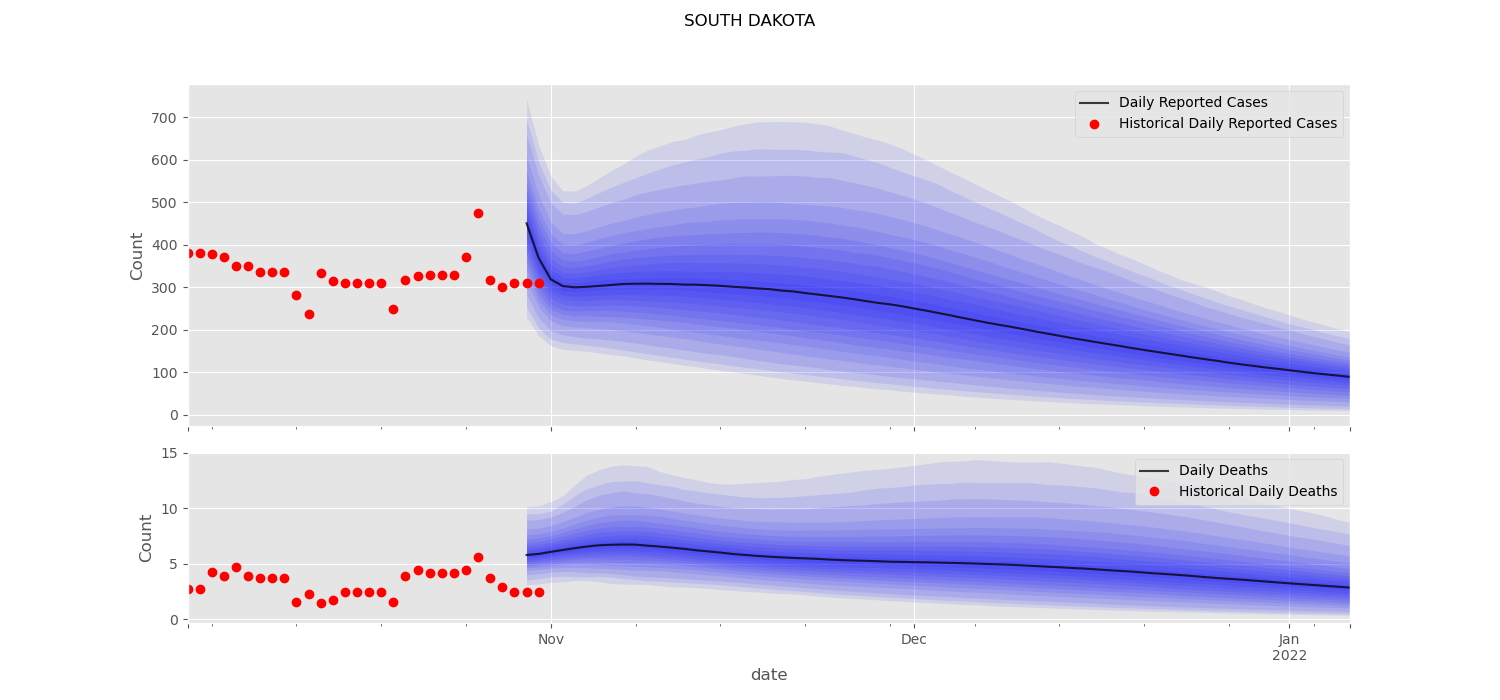 SOUTH DAKOTA
700
600
500
400
300
200
100
0
Count
Daily Reported Cases
Historical Daily Reported Cases
15
10
5
0
Count
Daily Deaths
Historical Daily Deaths
Nov
Dec
Jan
2022
date